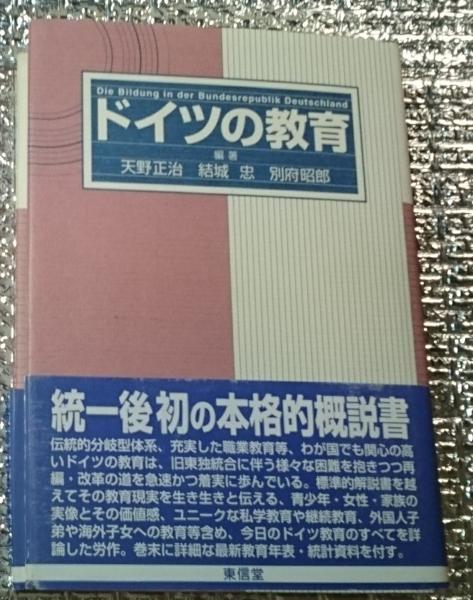 Die Bildung in der Bundesrepublik Deutschland
ドイツの教育
編著
天野正治 結城 忠 別府昭郎
統一後初の本格的概説書
伝統的分岐型体系、充実した職業教育等、わが国でも関心の高
いドイツの教育は、旧東独統合に伴う様々な困難を抱きつつ再
編・改革の道を急速かつ着実に歩んでいる。標準的解説書を越
えてその教育現実を生き生きと伝える、青少年・女性・家族の
実像とその価値感、ユニークな私学教育や継続教育、外国人子
弟や海外子女への教育等含め、今日のドイツ教育のすべてを詳
論した労作。巻末に詳細な最新教育年表・統計資料を付す。
東信堂